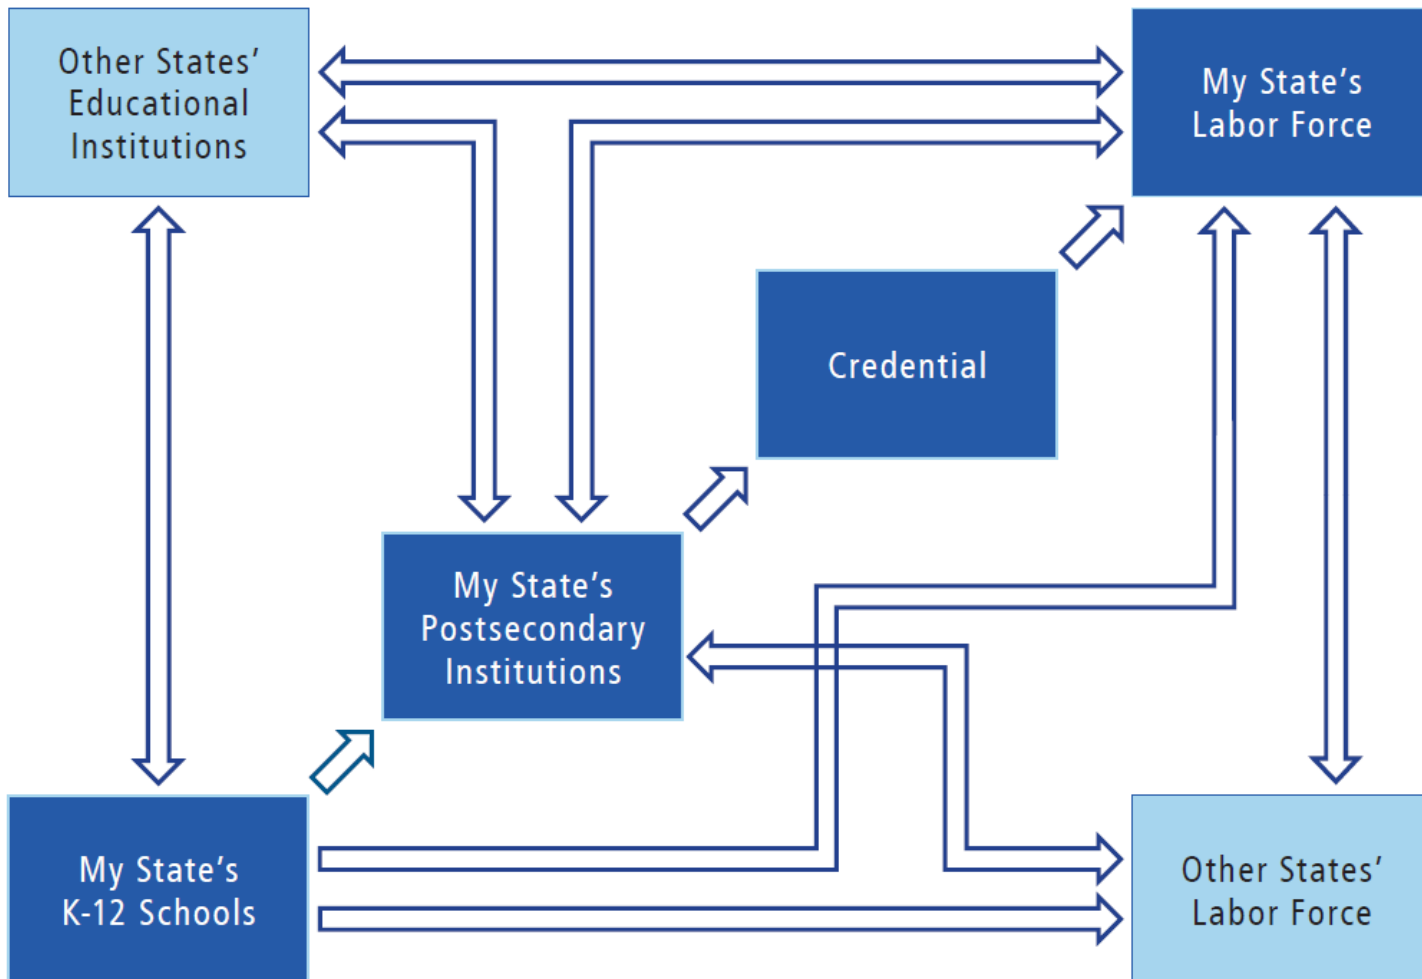 Other States’
Educational
Institutions
My State’s
Labor Force
Credential
My State’s
Postsecondary
Institutions
My State’s
K-12 Schools
Other States’
Labor Force